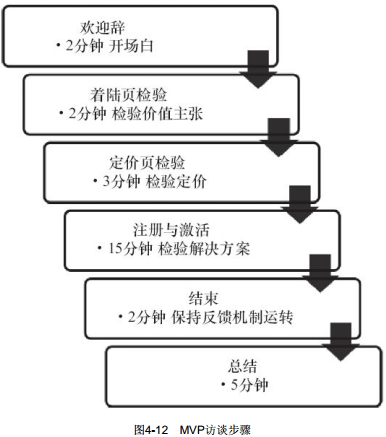 欢迎辞
·2分钟 开场白
着陆页检验
·2分钟 检验价值主张
定价页检验
·3分钟 检验定价
注册与激活
·15分钟 检验解决方案
结束
·2分钟 保持反馈机制运转
总结
·5分钟
图4-12 MVP访谈步骤